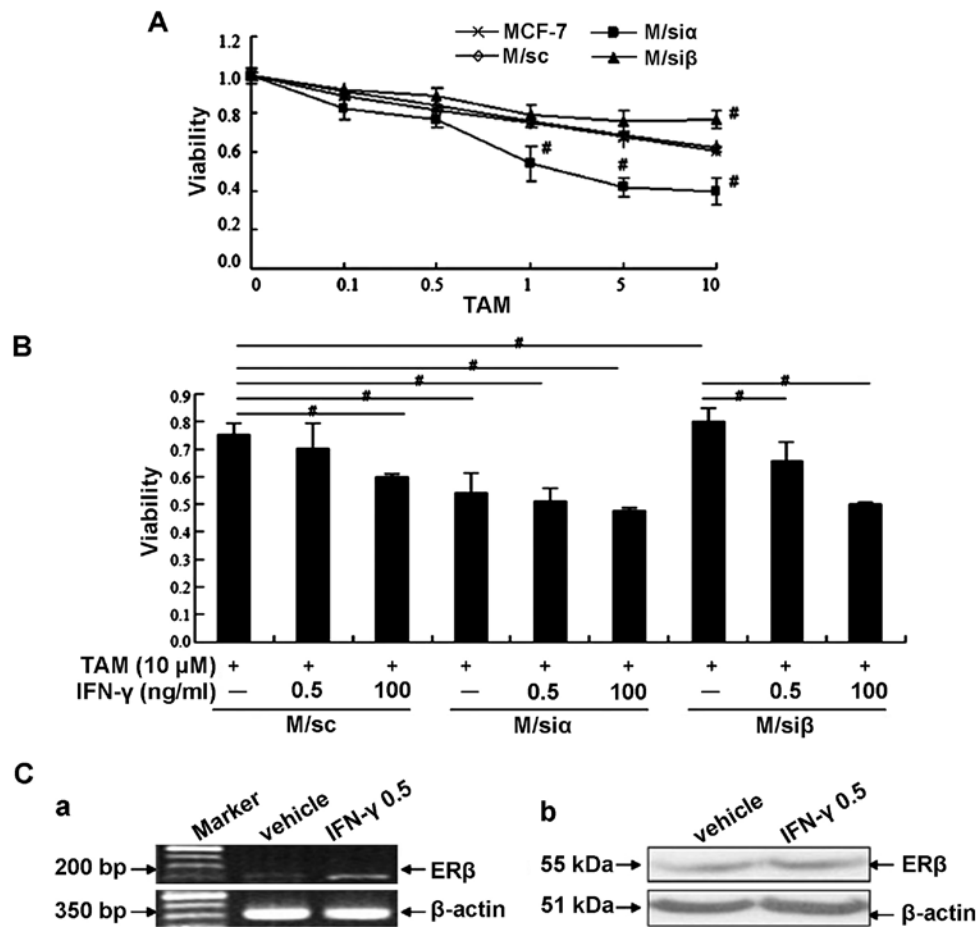 A
1.2
1.0
0.8
0.6
0.4
0.2
0.0
Viability
MCF-7
M/siα
M/sc
M/siβ
#
#
#
#
0 0.1 0.5 1 5 10
TAM
B
#
#
#
#
#
#
#
0.9
0.8
0.7
0.6
0.5
0.4
0.3
0.2
0.1
0.0
Viability
TAM (10 μM) + + + + + + + + +
IFN-γ (ng/ml) — 0.5 100 — 0.5 100 — 0.5 100
M/sc M/siα M/siβ
C
a
Marker vehicle IFN-γ 0.5
200 bp ERβ
350 bp β-actin
b
vehicle IFN-γ 0.5
55 kDa ERβ
51 kDa β-actin